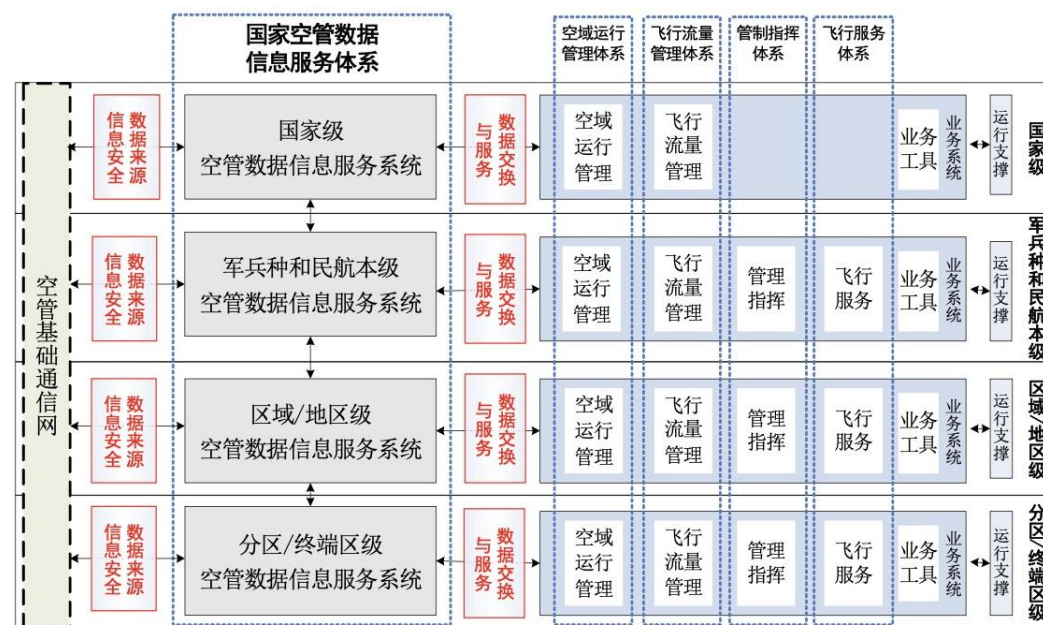 国家空管数据
信息服务体系
空域运行
管理体系
飞行流量
管理体系
管制指挥
体系
飞行服务
体系
空管基础通信网
数据来源
信息安全
国家级
空管数据信息服务系统
数据交换
与服务
空域
运行
管理
飞行
流量
管理
业务
工具
业务系统
运行支撑
国家级
数据来源
信息安全
军兵种和民航本级
空管数据信息服务系统
数据交换
与服务
空域
运行
管理
飞行
流量
管理
管理
指挥
飞行
服务
业务
工具
业务系统
运行支撑
军兵种和民航本级
数据来源
信息安全
区域/地区级
空管数据信息服务系统
数据交换
与服务
空域
运行
管理
飞行
流量
管理
管理
指挥
飞行
服务
业务
工具
业务系统
运行支撑
区域/地区级
数据来源
信息安全
分区/终端区级
空管数据信息服务系统
数据交换
与服务
空域
运行
管理
飞行
流量
管理
管理
指挥
飞行
服务
业务
工具
业务系统
运行支撑
分区/终端区级